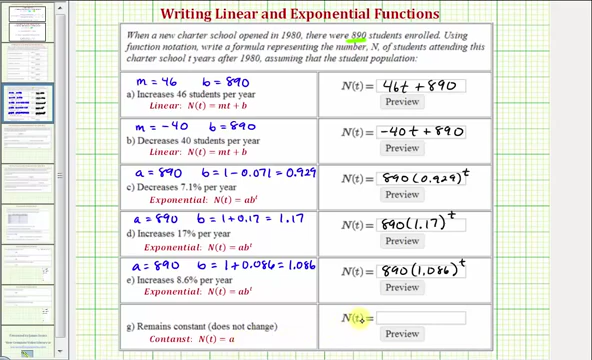 Writing Linear and Exponential Functions
When a new charter school opened in 1980, there were 890 students enrolled. Using
function notation, write a formula representing the number, N, of students attending this
charter school t years after 1980, assuming that the student population:
m = 46 b = 890
a) Increases 46 students per year
Linear: N(t) = mt + b
N(t) = 46t + 890
Preview
m = -40 b = 890
b) Decreases 40 students per year
Linear: N(t) = mt + b
N(t) = -40t + 890
Preview
a = 890 b = 1 - 0.071 = 0.929
c) Decreases 7.1% per year
Exponential: N(t) = ab^t
N(t) = 890(0.929)^t
Preview
a = 890 b = 1 + 0.17 = 1.17
d) Increases 17% per year
Exponential: N(t) = ab^t
N(t) = 890(1.17)^t
Preview
a = 890 b = 1 + 0.086 = 1.086
e) Increases 8.6% per year
Exponential: N(t) = ab^t
N(t) = 890(1.086)^t
Preview
g) Remains constant (does not change)
Contanst: N(t) = a
N(t) =
Preview